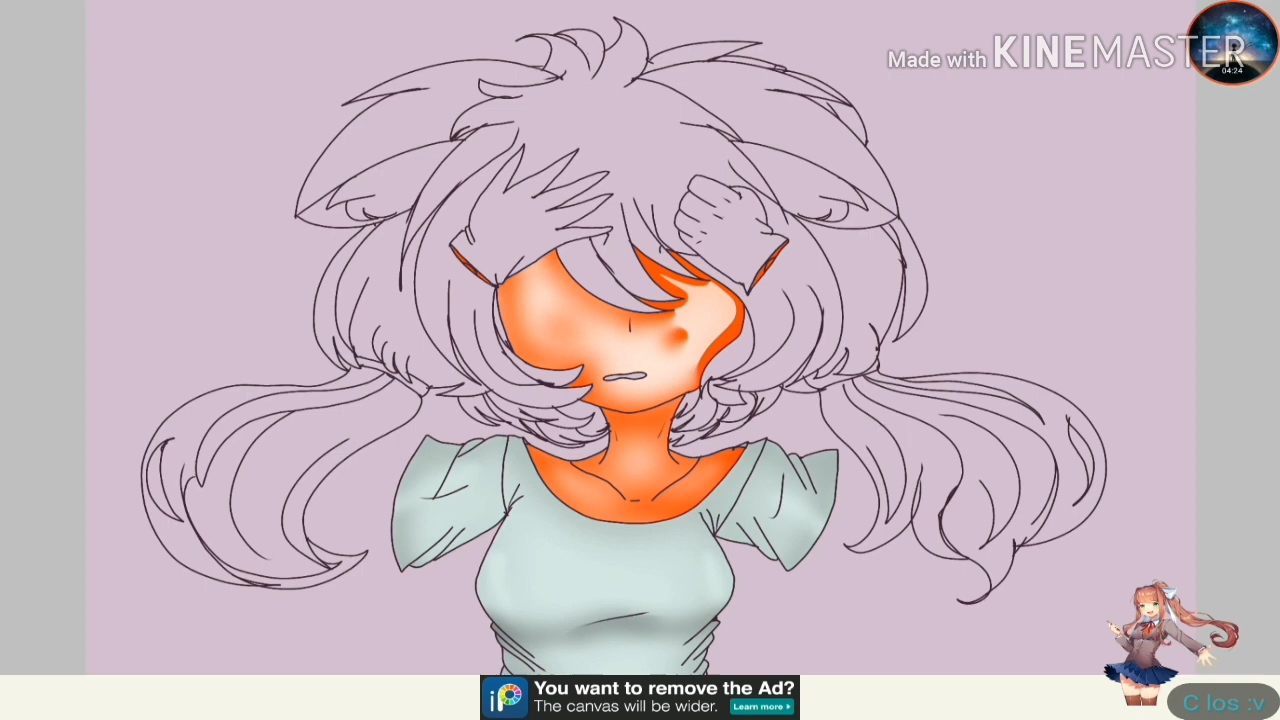 Made with KINEMASTER
04:24
You want to remove the Ad?
The canvas will be wider.
Learn more
C los :v